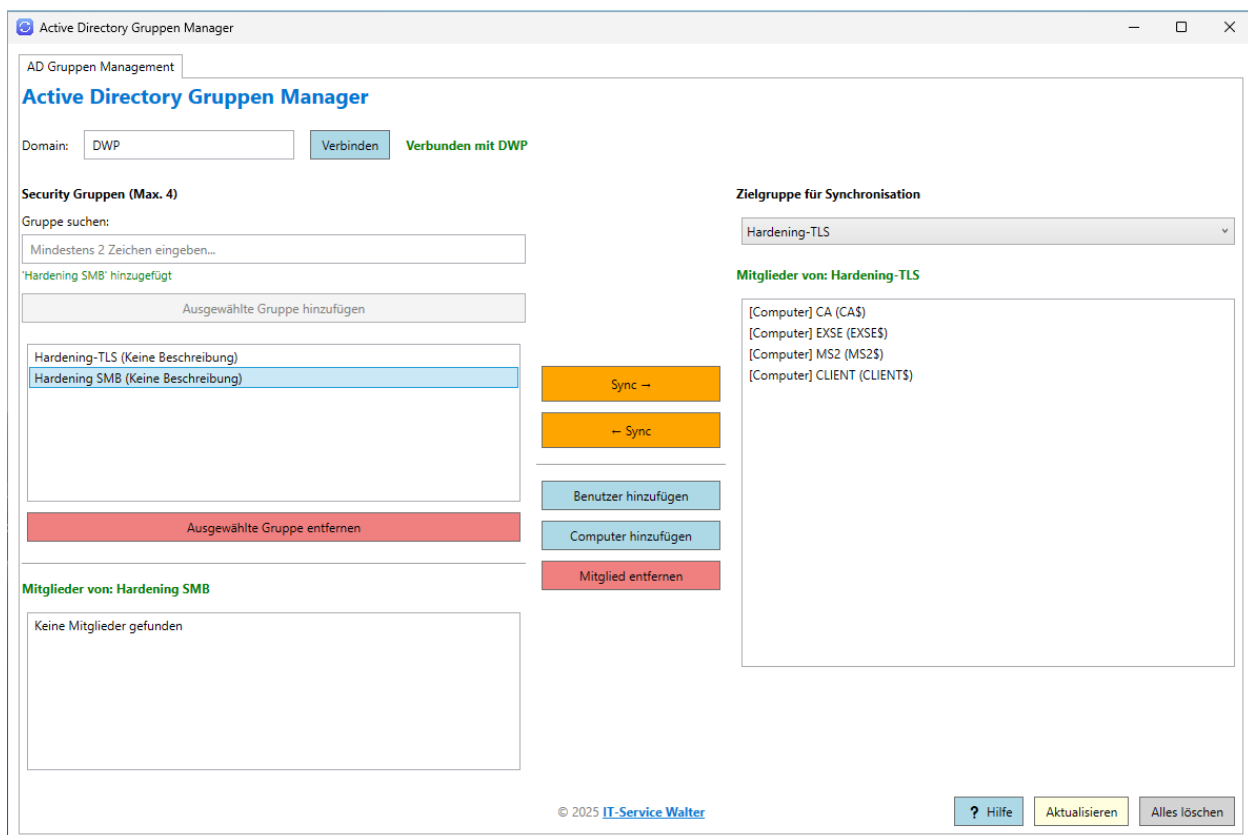 Active Directory Gruppen Manager
AD Gruppen Management
Active Directory Gruppen Manager
Domain: DWP Verbinden Verbunden mit DWP
Security Gruppen (Max. 4)
Gruppe suchen:
Mindestens 2 Zeichen eingeben...
'Hardening SMB' hinzugefügt
Ausgewählte Gruppe hinzufügen
Hardening-TLS (Keine Beschreibung)
Hardening SMB (Keine Beschreibung)
Ausgewählte Gruppe entfernen
Mitglieder von: Hardening SMB
Keine Mitglieder gefunden
Sync →
← Sync
Benutzer hinzufügen
Computer hinzufügen
Mitglied entfernen
Zielgruppe für Synchronisation
Hardening-TLS
Mitglieder von: Hardening-TLS
[Computer] CA (CA$)
[Computer] EXSE (EXSE$)
[Computer] MS2 (MS2$)
[Computer] CLIENT (CLIENT$)
© 2025 IT-Service Walter
? Hilfe Aktualisieren Alles löschen